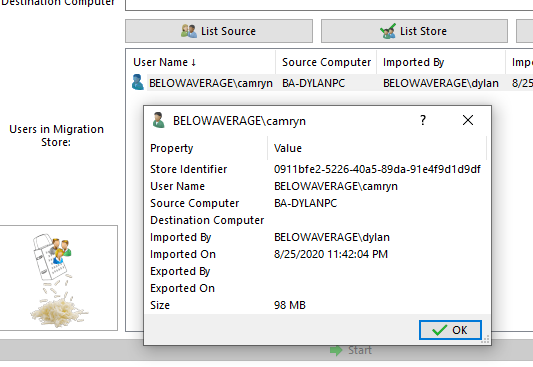 Destination Computer
List Source
List Store
User Name ↓ Source Computer Imported By Impo
BELOWAVERAGE\camryn BA-DYLANPC BELOWAVERAGE\dylan 8/25
Users in Migration
Store:
BELOWAVERAGE\camryn ? ✕
Property Value
Store Identifier 0911bfe2-5226-40a5-89da-91e4f9d1d9df
User Name BELOWAVERAGE\camryn
Source Computer BA-DYLANPC
Destination Computer
Imported By BELOWAVERAGE\dylan
Imported On 8/25/2020 11:42:04 PM
Exported By
Exported On
Size 98 MB
OK
Start